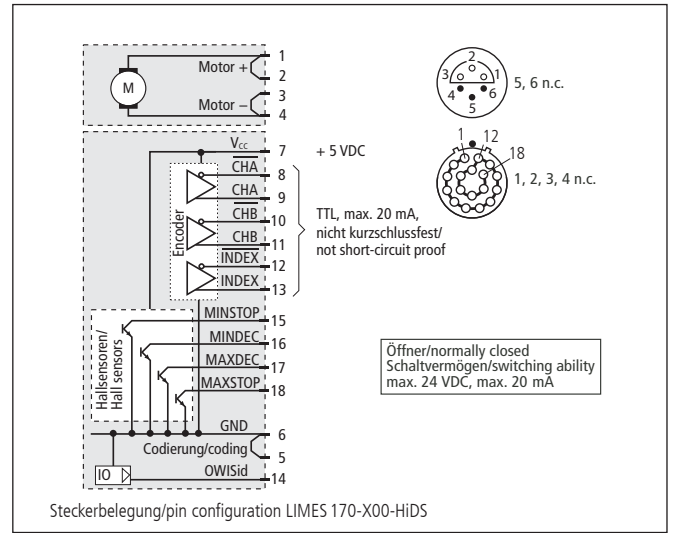 Motor +
Motor –
M
1
2
3
4
V꜀꜀
7
+ 5 VDC
CHA
8
CHA
9
CHB
10
CHB
11
INDEX
12
INDEX
13
Encoder
TTL, max. 20 mA,
nicht kurzschlussfest/
not short-circuit proof
MINSTOP
15
MINDEC
16
MAXDEC
17
MAXSTOP
18
Hallsensoren/
Hall sensors
GND
6
Codierung/coding
5
OWISid
14
IO
2
3
1
4
6
5
5, 6 n.c.
1
12
18
1, 2, 3, 4 n.c.
Öffner/normally closed
Schaltvermögen/switching ability
max. 24 VDC, max. 20 mA
Steckerbelegung/pin configuration LIMES 170-X00-HiDS